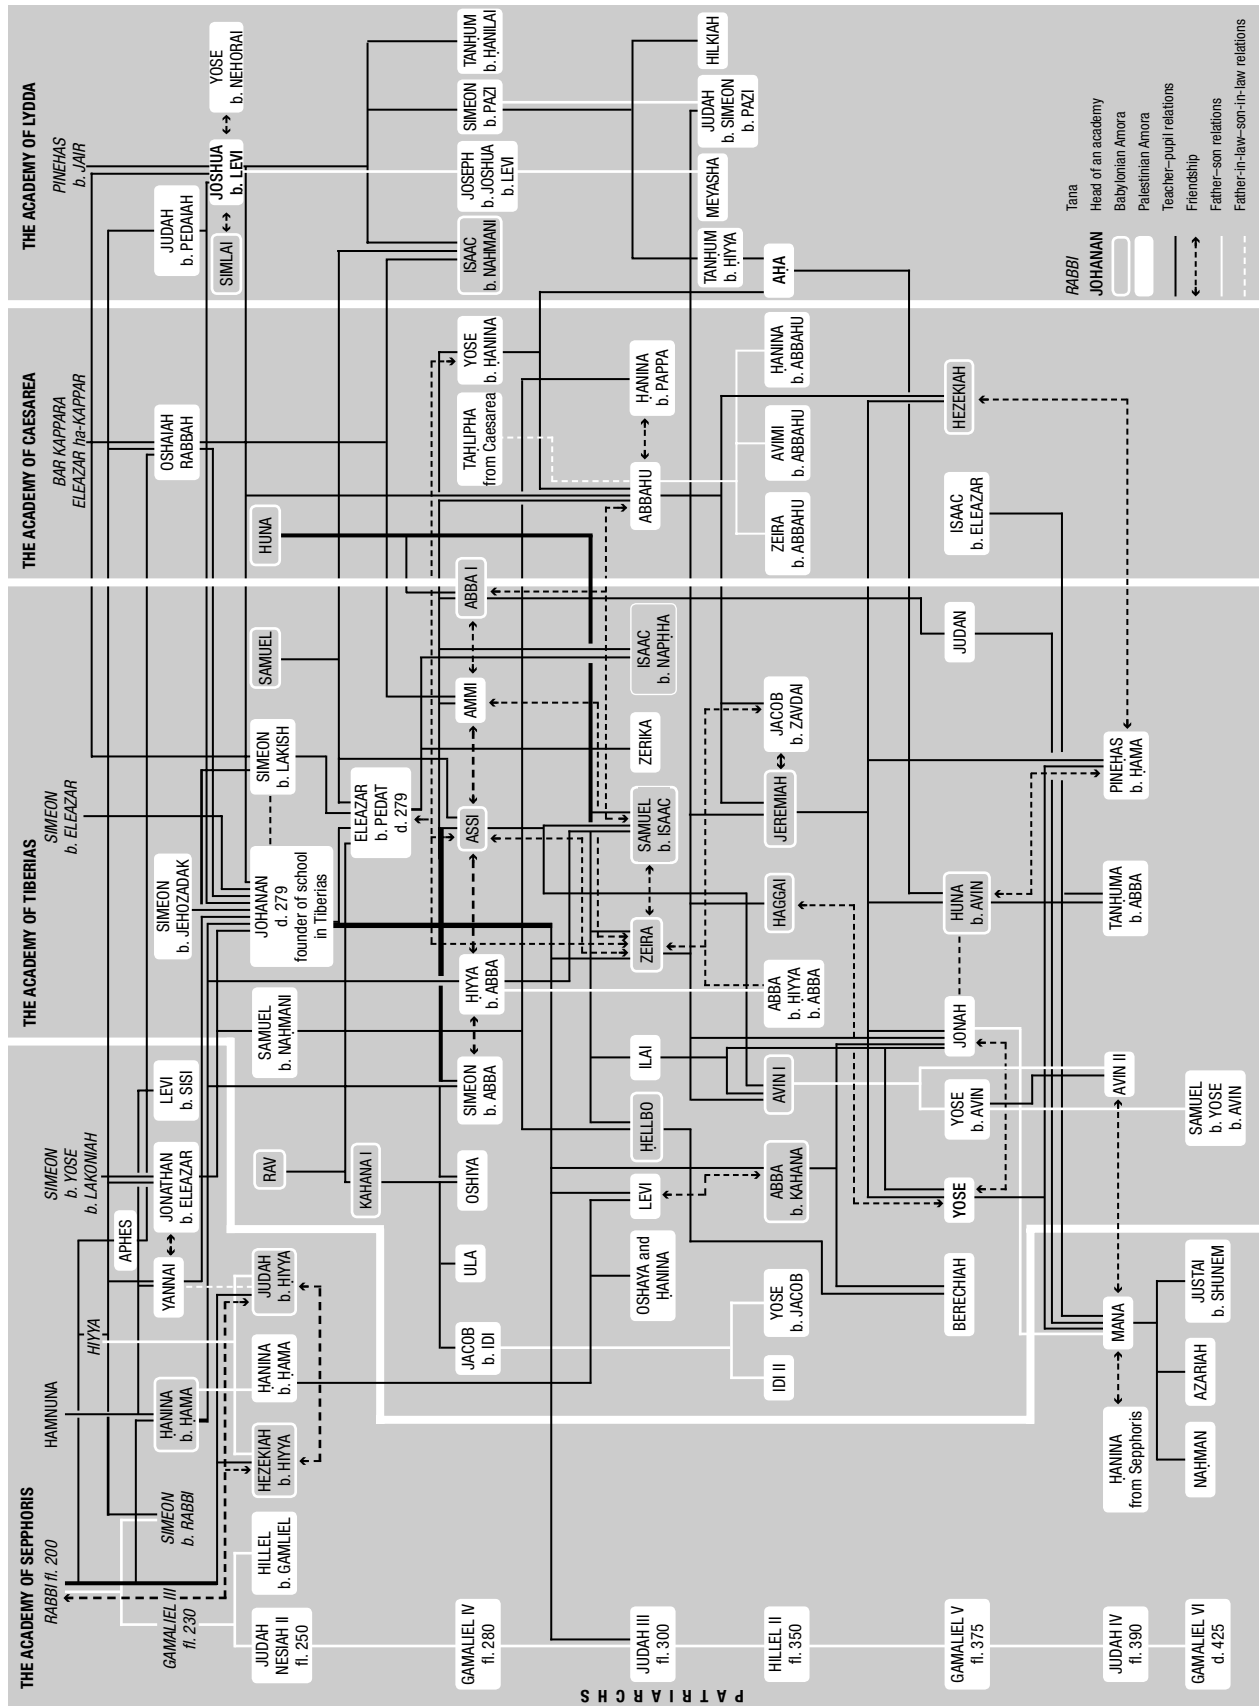 THE ACADEMY OF SEPPHORIS
RABBI fl. 200
HAMNUNA
HIYYA
GAMALIEL III
fl. 230
SIMEON
b. RABBI
ḤANINA
b. ḤAMA
YANNAI
APHES
JONATHAN
b. ELEAZAR
LEVI
b. SISI
SIMEON
b. YOSE
b. LAKONIAH
JUDAH
NESIAH II
fl. 250
HILLEL
b. GAMLIEL
HEZEKIAH
b. HIYYA
ḤANINA
b. ḤAMA
JUDAH
b. HIYYA
THE ACADEMY OF TIBERIAS
SIMEON
b. ELEAZAR
SIMEON
b. JEHOZADAK
RAV
SAMUEL
b. NAḤMANI
JOHANAN
d. 279
founder of school
in Tiberias
SIMEON
b. LAKISH
SAMUEL
KAHANA I
ELEAZAR
b. PEDAT
d. 279
THE ACADEMY OF CAESAREA
BAR KAPPARA
ELEAZAR ha-KAPPAR
OSHAIAH
RABBAH
HUNA
THE ACADEMY OF LYDDA
PINEHAS
b. JAIR
JUDAH
b. PEDAIAH
SIMLAI
JOSHUA
b. LEVI
YOSE
b. NEHORAI
GAMALIEL IV
fl. 280
JACOB
b. IDI
ULA
OSHIYA
SIMEON
b. ABBA
ḤIYYA
b. ABBA
ASSI
AMMI
ABBA I
TAḤLIPHA
from Caesarea
YOSE
b. ḤANINA
ISAAC
b. NAHMANI
JOSEPH
b. JOSHUA
b. LEVI
SIMEON
b. PAZI
TANḤUM
b. ḤANILAI
JUDAH III
fl. 300
OSHAYA and
ḤANINA
LEVI
ḤELLBO
ILAI
ZEIRA
SAMUEL
b. ISAAC
ZERIKA
ISAAC
b. NAPḤHA
ABBAHU
ḤANINA
b. PAPPA
TANHUM
b. ḤIYYA
MEYASHA
JUDAH
b. SIMEON
b. PAZI
HILKIAH
HILLEL II
fl. 350
IDI II
YOSE
b. JACOB
ABBA
b. KAHANA
AVIN I
ABBA
b. HIYYA
b. ABBA
HAGGAI
JEREMIAH
JACOB
b. ZAVDAI
ZEIRA
b. ABBAHU
AVIMI
b. ABBAHU
ḤANINA
b. ABBAHU
AḤA
GAMALIEL V
fl. 375
BERECHIAH
YOSE
YOSE
b. AVIN
JONAH
HUNA
b. AVIN
JUDAN
ISAAC
b. ELEAZAR
HEZEKIAH
JUDAH IV
fl. 390
ḤANINA
from Sepphoris
MANA
AVIN II
TANHUMA
b. ABBA
PINEHAS
b. ḤAMA
GAMALIEL VI
d. 425
NAḤMAN
AZARIAH
JUSTAI
b. SHUNEM
SAMUEL
b. YOSE
b. AVIN
PATRIARCHS
RABBI Tana
JOHANAN Head of an academy
Babylonian Amora
Palestinian Amora
Teacher–pupil relations
Friendship
Father–son relations
Father-in-law–son-in-law relations